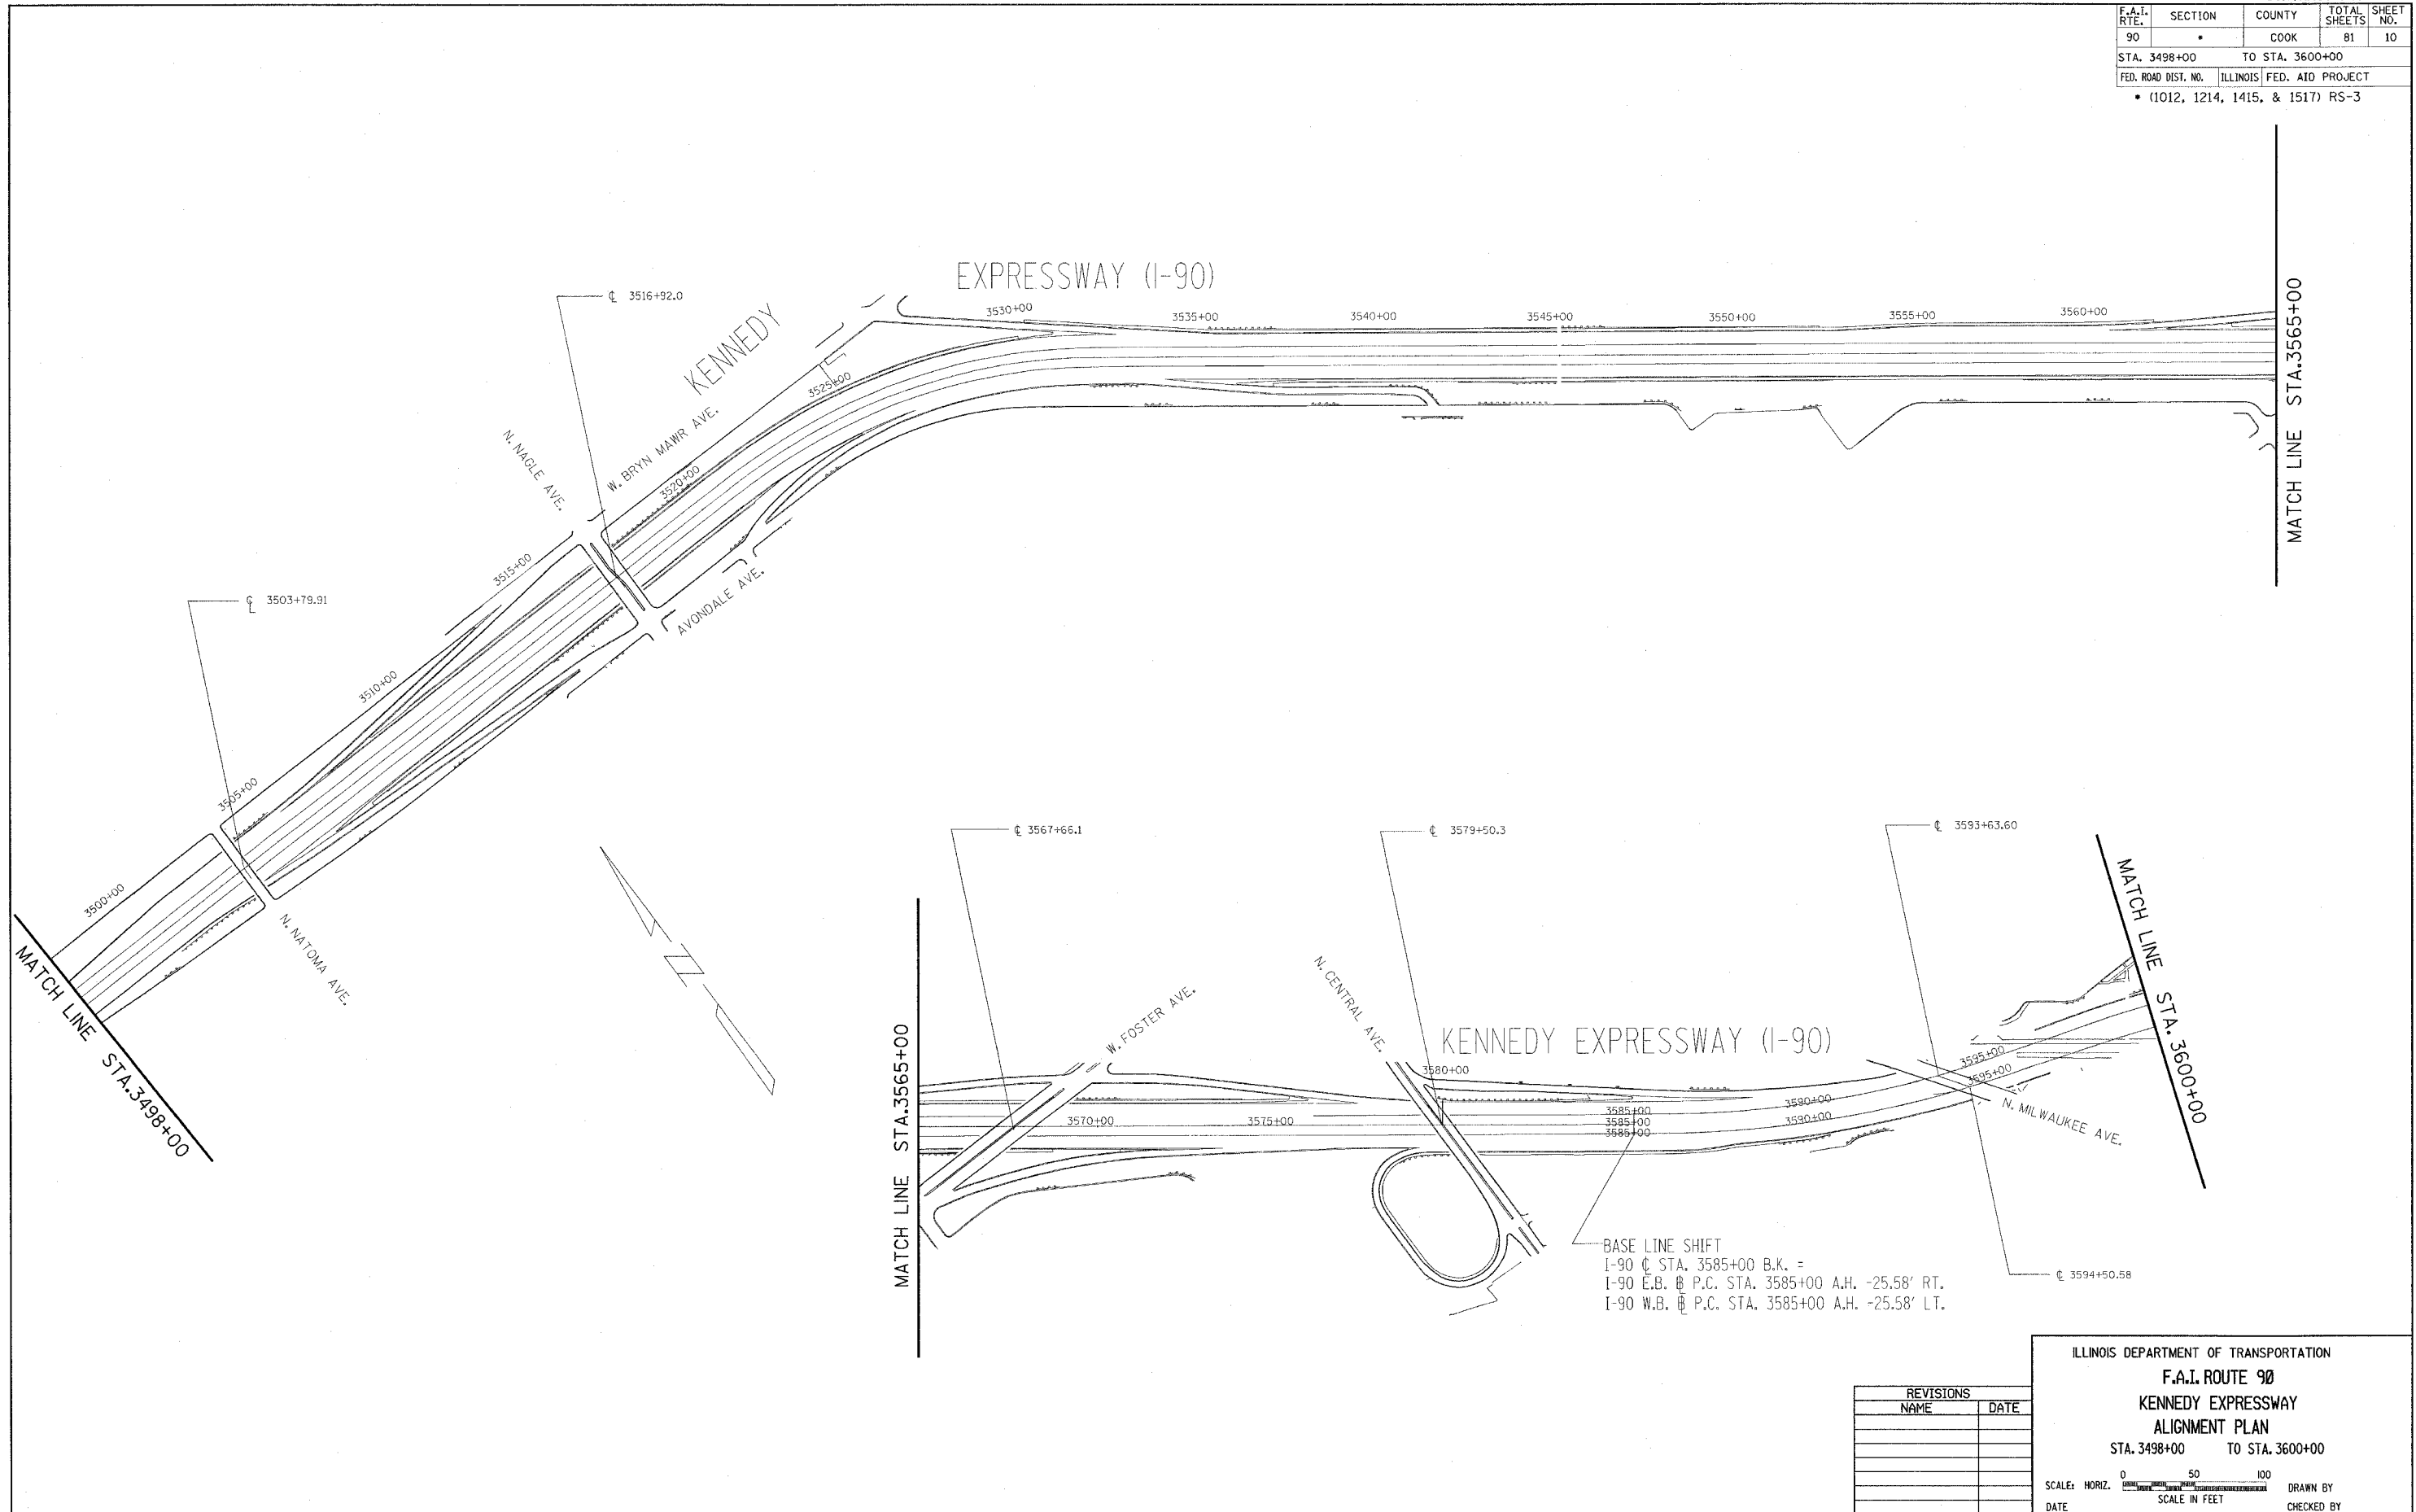 F.A.I. RTE. SECTION COUNTY TOTAL SHEETS SHEET NO.
90 • COOK 81 10
STA. 3498+00 TO STA. 3600+00
FED. ROAD DIST. NO. ILLINOIS FED. AID PROJECT
• (1012, 1214, 1415, & 1517) RS-3
EXPRESSWAY (I-90)
KENNEDY
℄ 3516+92.0
3530+00
3535+00
3540+00
3545+00
3550+00
3555+00
3560+00
MATCH LINE STA.3565+00
3525+00
W. BRYN MAWR AVE.
N. NAGLE AVE.
3520+00
3515+00
AVONDALE AVE.
℄ 3503+79.91
3510+00
3505+00
3500+00
N. NATOMA AVE.
MATCH LINE STA.3498+00
N
℄ 3567+66.1
℄ 3579+50.3
℄ 3593+63.60
MATCH LINE STA.3600+00
MATCH LINE STA.3565+00
W. FOSTER AVE.
N. CENTRAL AVE.
KENNEDY EXPRESSWAY (I-90)
3570+00
3575+00
3580+00
3585+00
3585+00
3585+00
3590+00
3590+00
3595+00
3595+00
N. MILWAUKEE AVE.
BASE LINE SHIFT
I-90 ℄ STA. 3585+00 B.K. =
I-90 E.B. BL P.C. STA. 3585+00 A.H. -25.58' RT.
I-90 W.B. BL P.C. STA. 3585+00 A.H. -25.58' LT.
℄ 3594+50.58
REVISIONS
NAME DATE
ILLINOIS DEPARTMENT OF TRANSPORTATION
F.A.I. ROUTE 90
KENNEDY EXPRESSWAY
ALIGNMENT PLAN
STA. 3498+00 TO STA. 3600+00
0 50 100
SCALE: HORIZ.
SCALE IN FEET
DRAWN BY
DATE
CHECKED BY